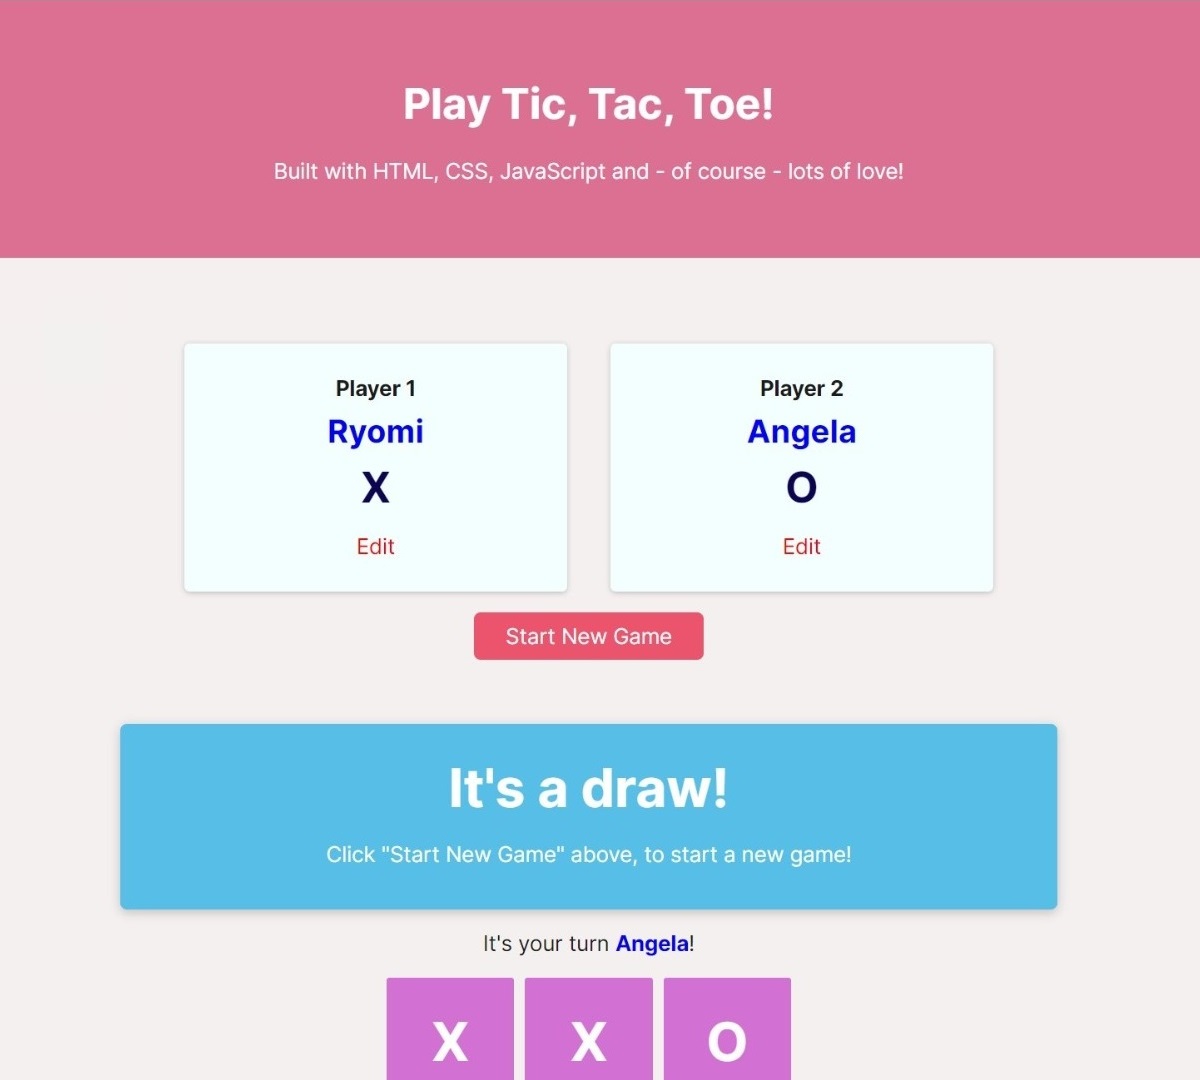 Play Tic, Tac, Toe!
Built with HTML, CSS, JavaScript and - of course - lots of love!
Player 1
Ryomi
X
Edit
Player 2
Angela
O
Edit
Start New Game
It's a draw!
Click "Start New Game" above, to start a new game!
It's your turn Angela!
X X O